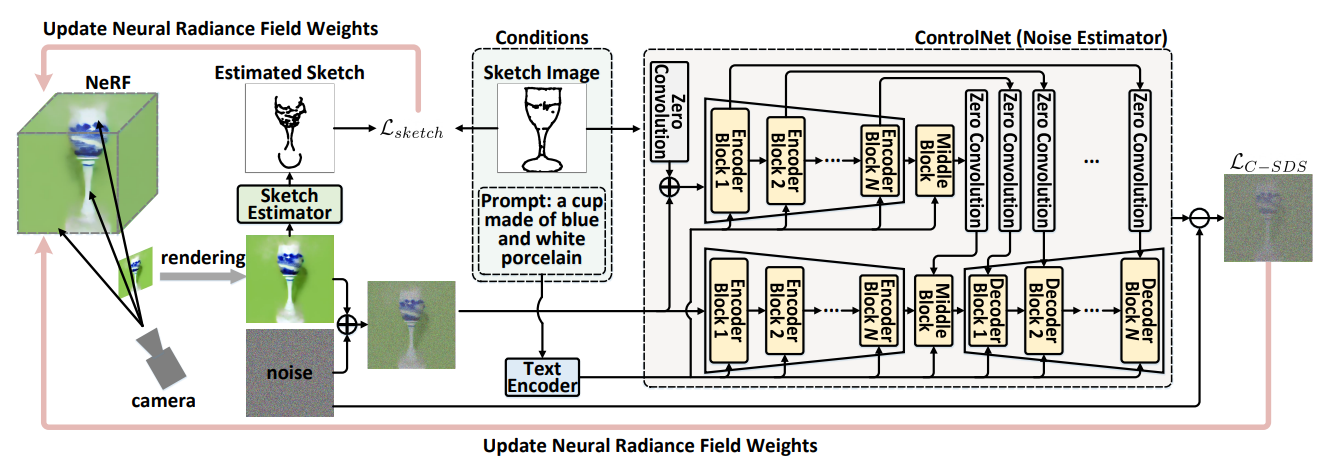 Update Neural Radiance Field Weights
NeRF
Estimated Sketch
ℒsketch
Sketch
Estimator
rendering
noise
camera
Conditions
Sketch Image
Prompt: a cup
made of blue
and white
porcelain
Text
Encoder
ControlNet (Noise Estimator)
Zero
Convolution
Encoder
Block 1
Encoder
Block 2
....
Encoder
Block N
Middle
Block
Zero Convolution
Zero Convolution
Zero Convolution
...
Zero Convolution
Encoder
Block 1
Encoder
Block 2
....
Encoder
Block N
Middle
Block
Decoder
Block 1
Decoder
Block 2
....
Decoder
Block N
ℒC−SDS
Update Neural Radiance Field Weights